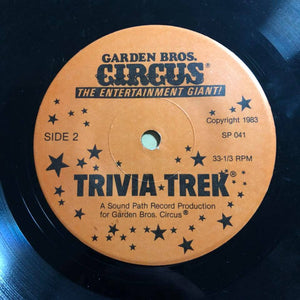 GARDEN BROS.
CIRCUS®
THE ENTERTAINMENT GIANT!
SIDE 2
Copyright 1983
SP 041
33-1/3 RPM
TRIVIA★TREK®
A Sound Path Record Production
for Garden Bros. Circus®